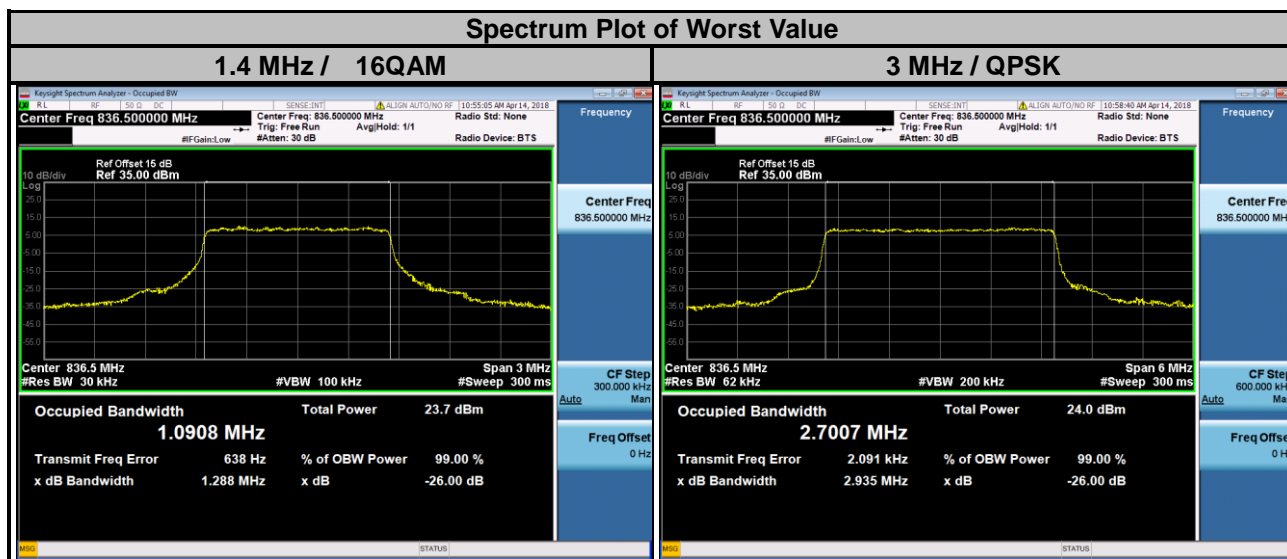 Spectrum Plot of Worst Value
1.4 MHz / 16QAM
3 MHz / QPSK
Keysight Spectrum Analyzer - Occupied BW
RL RF 50 Ω DC SENSE:INT ALIGN AUTO/NO RF 10:55:05 AM Apr 14, 2018
Center Freq 836.500000 MHz
Center Freq: 836.500000 MHz
Radio Std: None
Trig: Free Run Avg|Hold: 1/1
#IFGain:Low #Atten: 30 dB Radio Device: BTS
Ref Offset 15 dB
10 dB/div Ref 35.00 dBm
Log
25.0
15.0
5.00
-5.00
-15.0
-25.0
-35.0
-45.0
-55.0
Center 836.5 MHz Span 3 MHz
#Res BW 30 kHz #VBW 100 kHz #Sweep 300 ms
Occupied Bandwidth Total Power 23.7 dBm
1.0908 MHz
Transmit Freq Error 638 Hz % of OBW Power 99.00 %
x dB Bandwidth 1.288 MHz x dB -26.00 dB
MSG STATUS
Frequency
Center Freq
836.500000 MHz
CF Step
300.000 kHz
Auto Man
Freq Offset
0 Hz
Keysight Spectrum Analyzer - Occupied BW
RL RF 50 Ω DC SENSE:INT ALIGN AUTO/NO RF 10:58:40 AM Apr 14, 2018
Center Freq 836.500000 MHz
Center Freq: 836.500000 MHz
Radio Std: None
Trig: Free Run Avg|Hold: 1/1
#IFGain:Low #Atten: 30 dB Radio Device: BTS
Ref Offset 15 dB
10 dB/div Ref 35.00 dBm
Log
25.0
15.0
5.00
-5.00
-15.0
-25.0
-35.0
-45.0
-55.0
Center 836.5 MHz Span 6 MHz
#Res BW 62 kHz #VBW 200 kHz #Sweep 300 ms
Occupied Bandwidth Total Power 24.0 dBm
2.7007 MHz
Transmit Freq Error 2.091 kHz % of OBW Power 99.00 %
x dB Bandwidth 2.935 MHz x dB -26.00 dB
MSG STATUS
Frequency
Center Fre
836.500000 MH
CF Step
600.000 kH
Auto Ma
Freq Offse
0 H